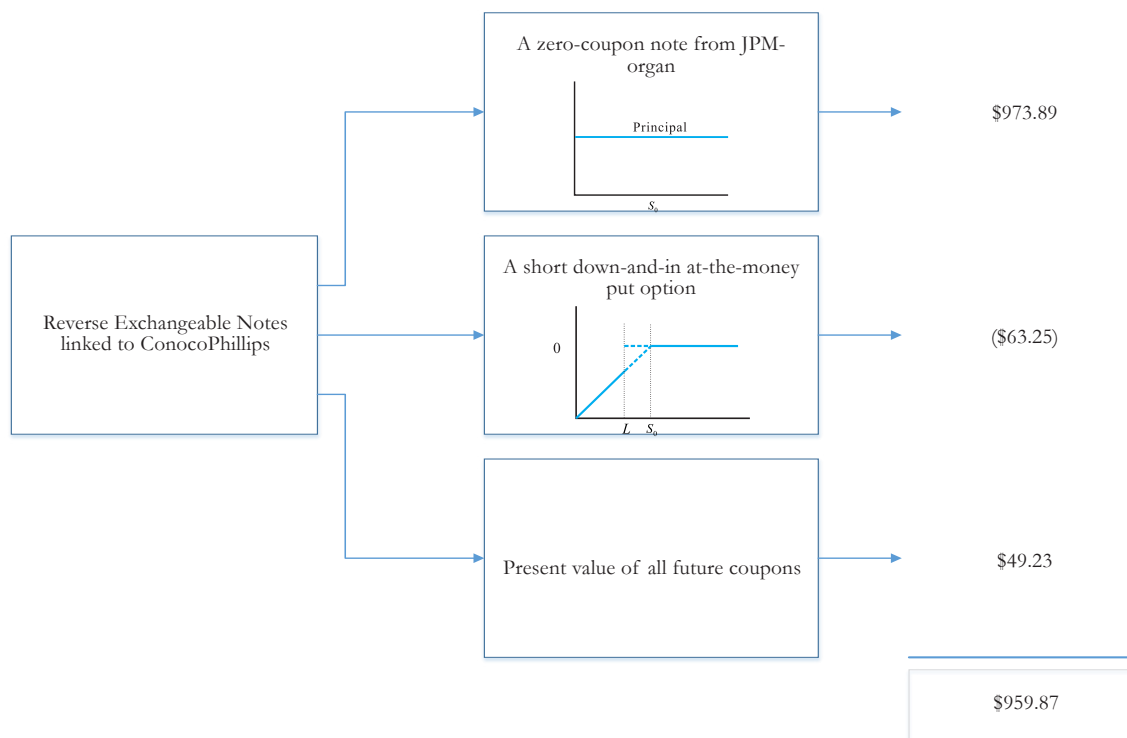 A zero-coupon note from JPM-
organ
Principal
S₀
$973.89
Reverse Exchangeable Notes
linked to ConocoPhillips
A short down-and-in at-the-money
put option
0
L S₀
($63.25)
Present value of all future coupons
$49.23
$959.87